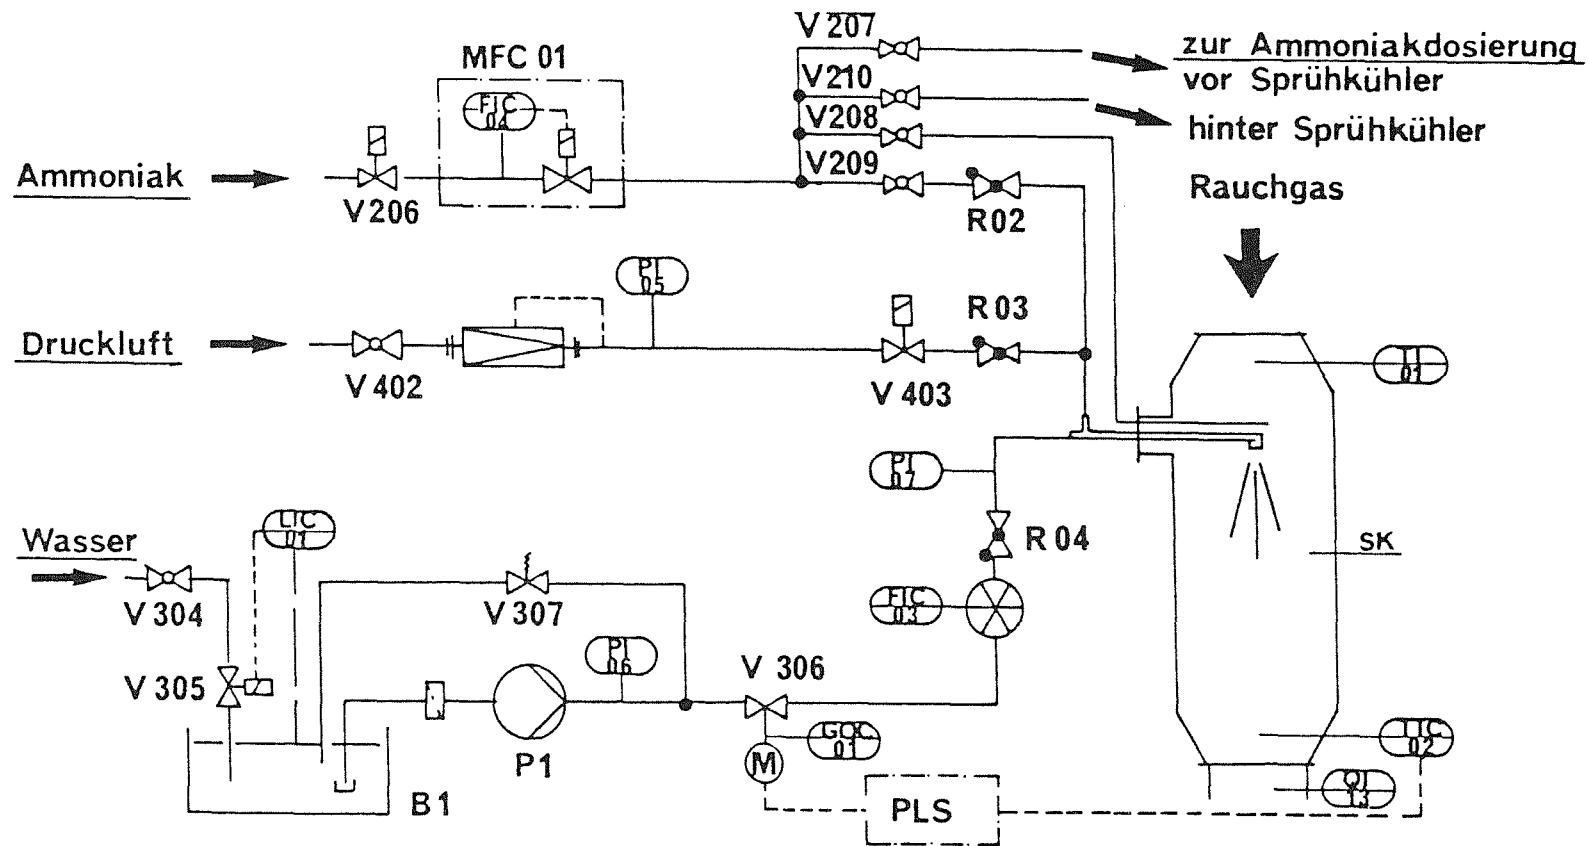 V 207
zur Ammoniakdosierung
vor Sprühkühler
MFC 01
V210
FIC
04
V208
hinter Sprühkühler
Ammoniak
V209
Rauchgas
V 206
R 02
PI
05
R 03
Druckluft
TI
01
V 402
V 403
PI
07
LIC
01
Wasser
R 04
SK
V 304
V 307
FIC
03
PI
06
V 306
V 305
GOC
01
TIC
02
P1
M
QI
13
B1
PLS